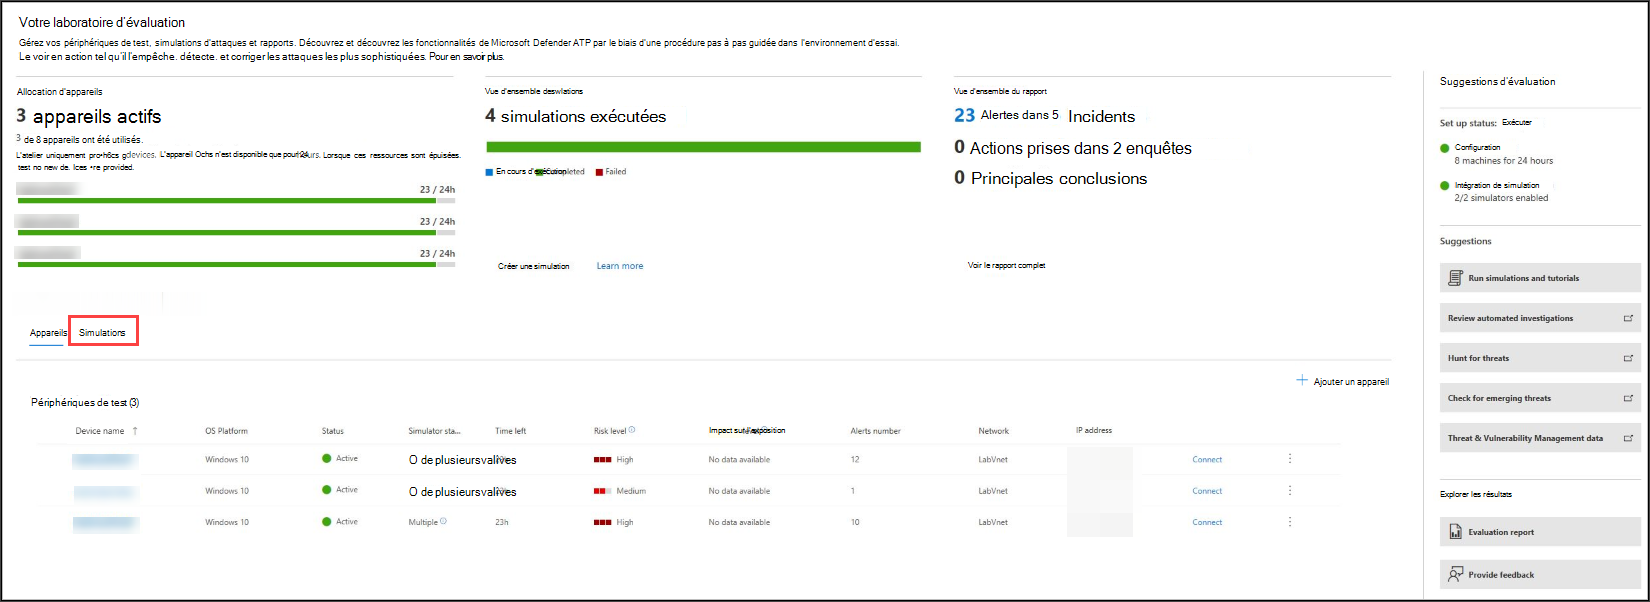 Votre laboratoire d'évaluation
Gérez vos périphériques de test, simulations d'attaques et rapports. Découvrez et découvrez les fonctionnalités de Microsoft Defender ATP par le biais d'une procédure pas à pas guidée dans l'environnement d'essai.
Le voir en action tel qu'il l'empêche. détecte. et corriger les attaques les plus sophistiquées. Pour en savoir plus.
Allocation d'appareils
3 appareils actifs
3 de 8 appareils ont été utilisés.
L'atelier uniquement pro•h6cs gdevices. L'appareil Ochs n'est disponible que pour 24 Lorsque ces ressources sont épuisées.
test no new de. Ices •re provided.
23 / 24h
23 / 24h
23 / 24h
Vue d'ensemble deswlations
4 simulations exécutées
En cours d'exécution Completed Failed
Créer une simulation Learn more
Vue d'ensemble du rapport
23 Alertes dans 5 Incidents
0 Actions prises dans 2 enquêtes
0 Principales conclusions
Voir le rapport complet
Appareils Simulations
Ajouter un appareil
Périphériques de test (3)
Device name OS Platform Status Simulator sta... Time left Risk level Impact sur exposition Alerts number Network IP address
Windows 10 Active O de plusieursvalives High No data available 12 LabVnet Connect
Windows 10 Active O de plusieursvalives Medium No data available 1 LabVnet Connect
Windows 10 Active Multiple 23h High No data available 10 LabVnet Connect
Suggestions d'évaluation
Set up status: Exécuter
Configuration
8 machines for 24 hours
Intégration de simulation
2/2 simulators enabled
Suggestions
Run simulations and tutorials
Review automated investigations
Hunt for threats
Check for emerging threats
Threat & Vulnerability Management data
Explorer les résultats
Evaluation report
Provide feedback